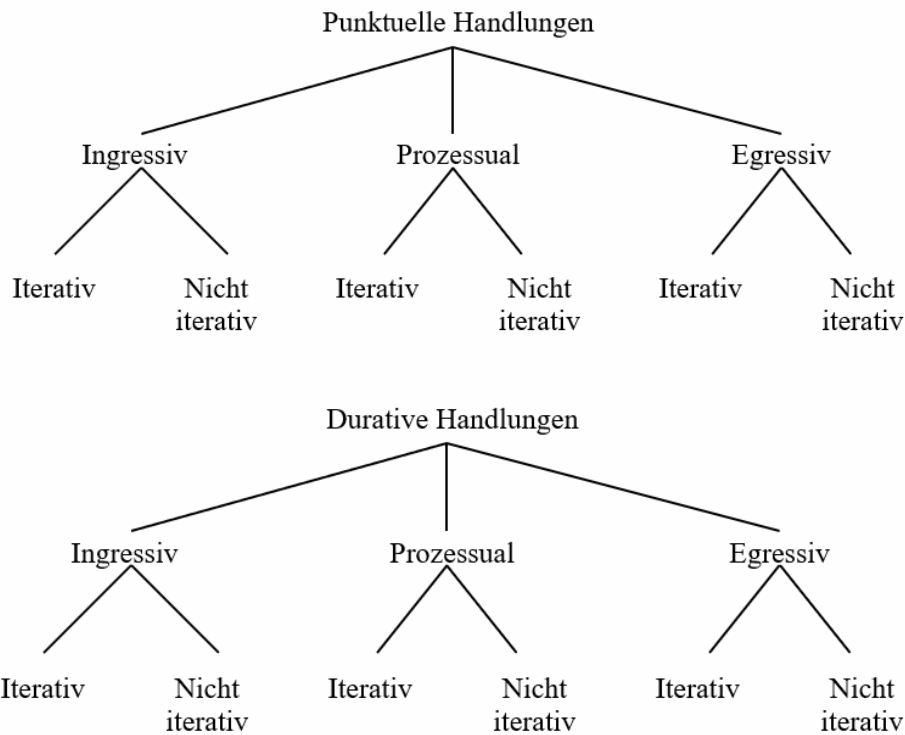 Punktuelle Handlungen
Ingressiv Prozessual Egressiv
Iterativ Nicht iterativ Iterativ Nicht iterativ Iterativ Nicht iterativ
Durative Handlungen
Ingressiv Prozessual Egressiv
Iterativ Nicht iterativ Iterativ Nicht iterativ Iterativ Nicht iterativ